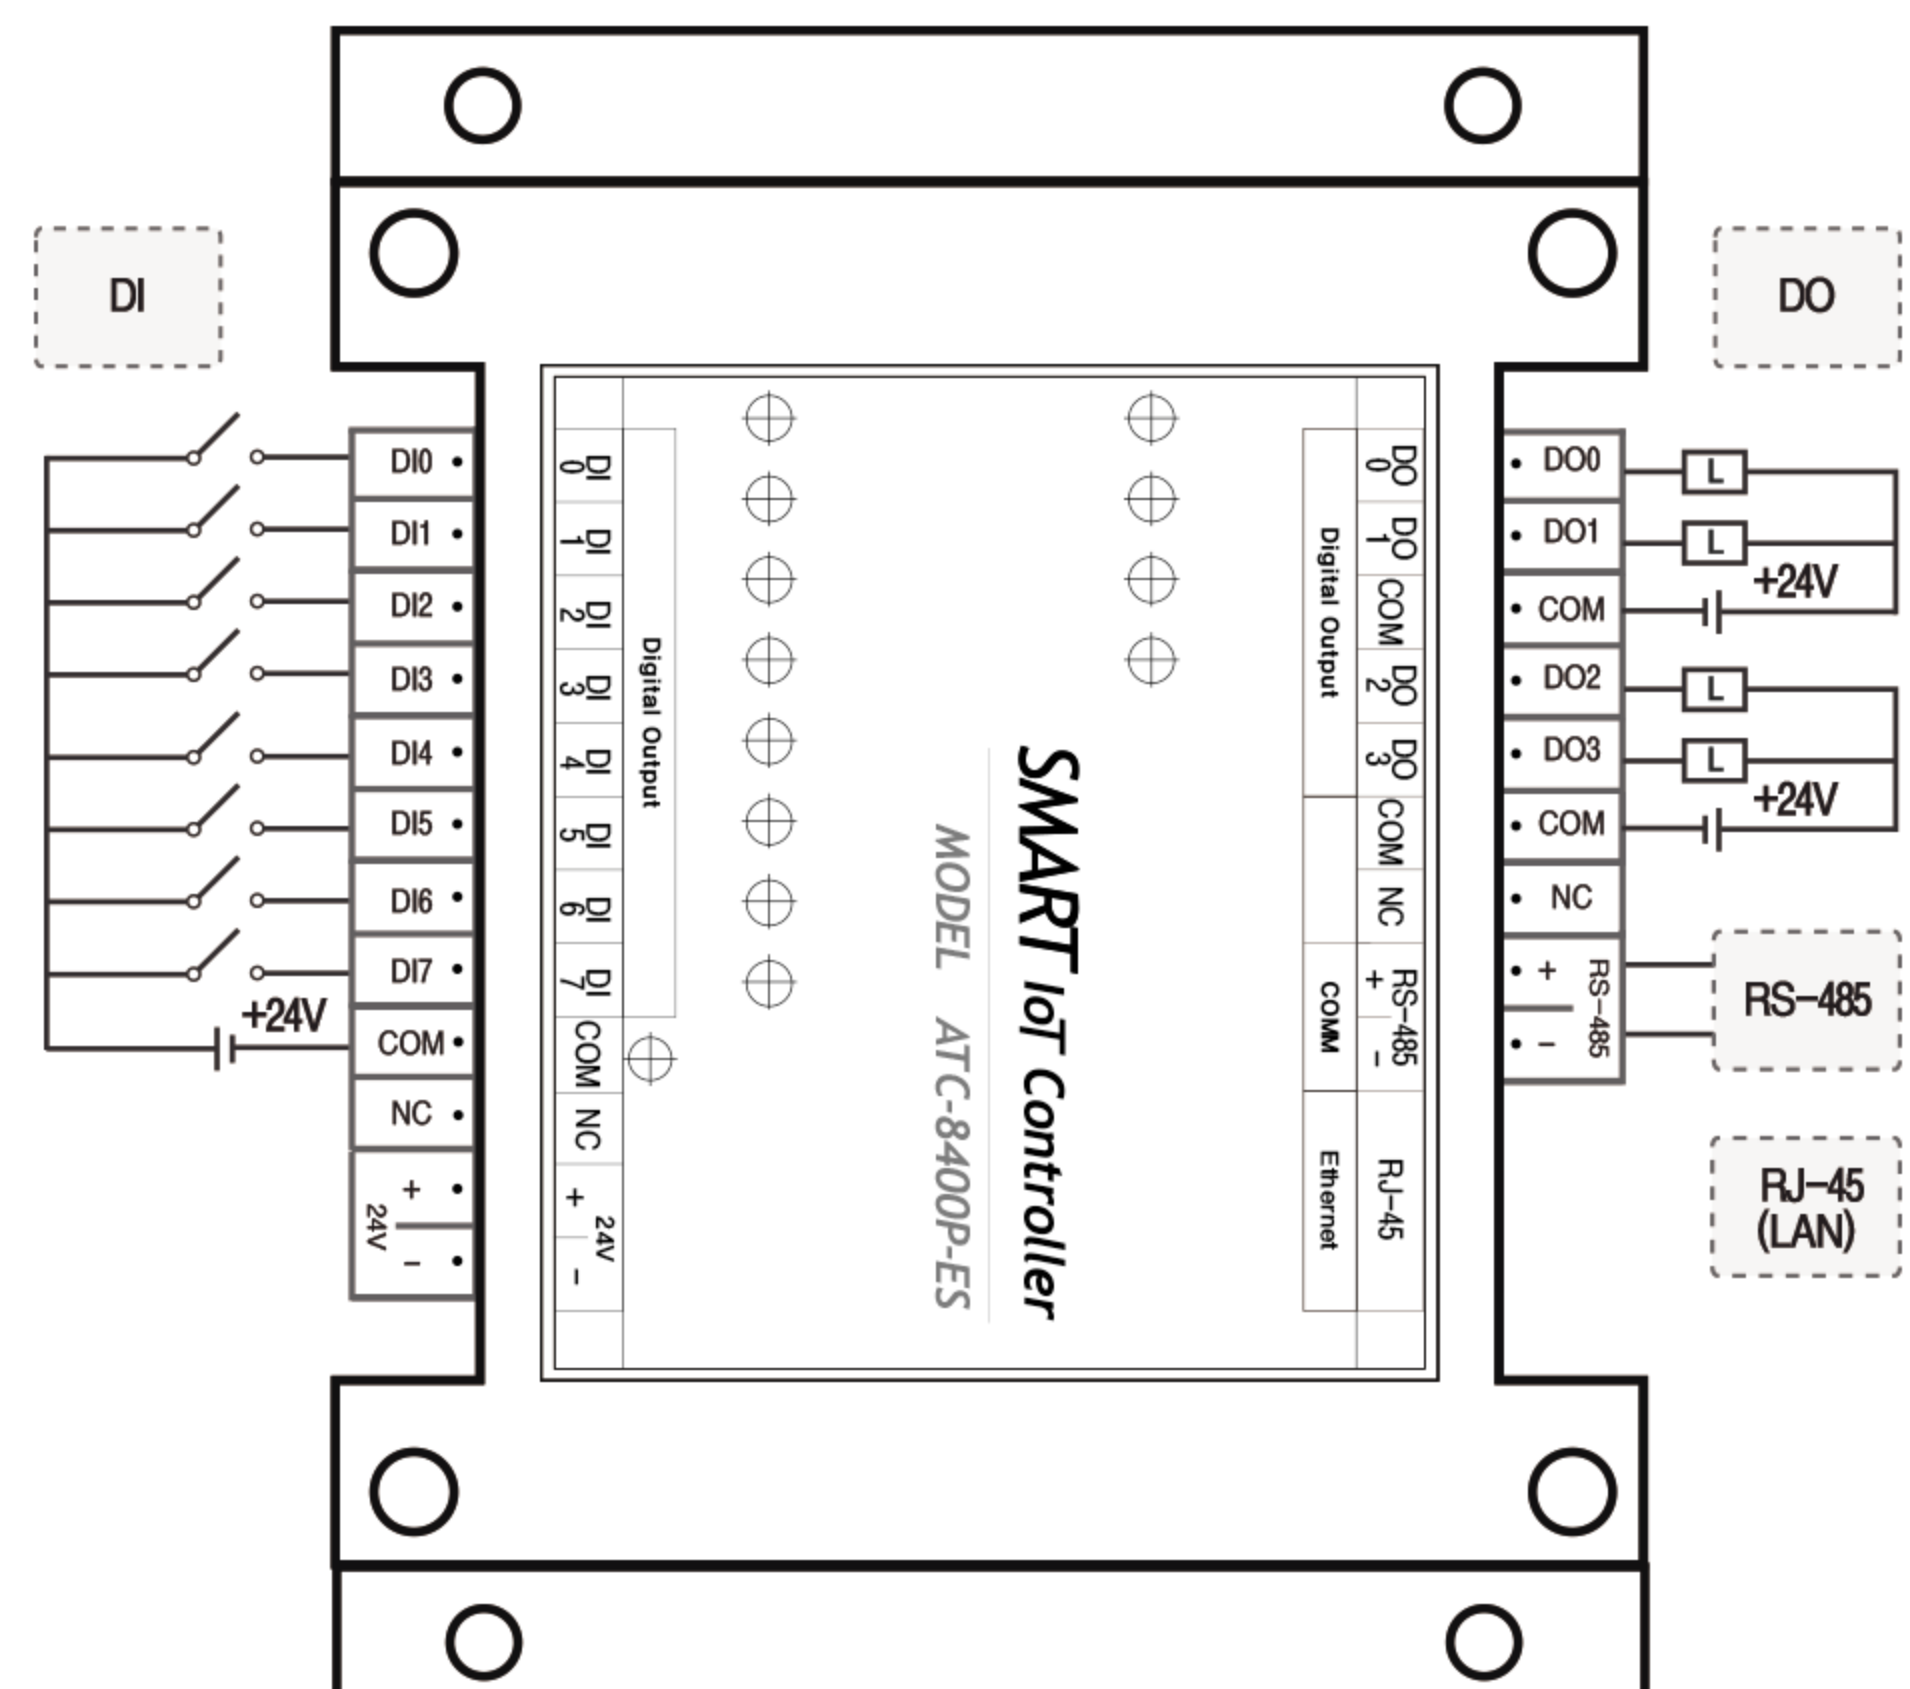 DI
DI0
DI1
DI2
DI3
DI4
DI5
DI6
DI7
+24V
COM
NC
+
24V
−
DI 0
DI 1
DI 2
DI 3
DI 4
DI 5
DI 6
DI 7
COM
NC
+
24V
−
Digital Output
SMART IoT Controller
MODEL ATC-8400P-ES
Digital Output
COMM
Ethernet
DO 0
DO 1
COM
DO 2
DO 3
COM
NC
RS-485
+
−
RJ-45
DO
DO0
L
DO1
L
+24V
COM
DO2
L
DO3
L
+24V
COM
NC
+
RS-485
−
RS-485
RJ-45
(LAN)